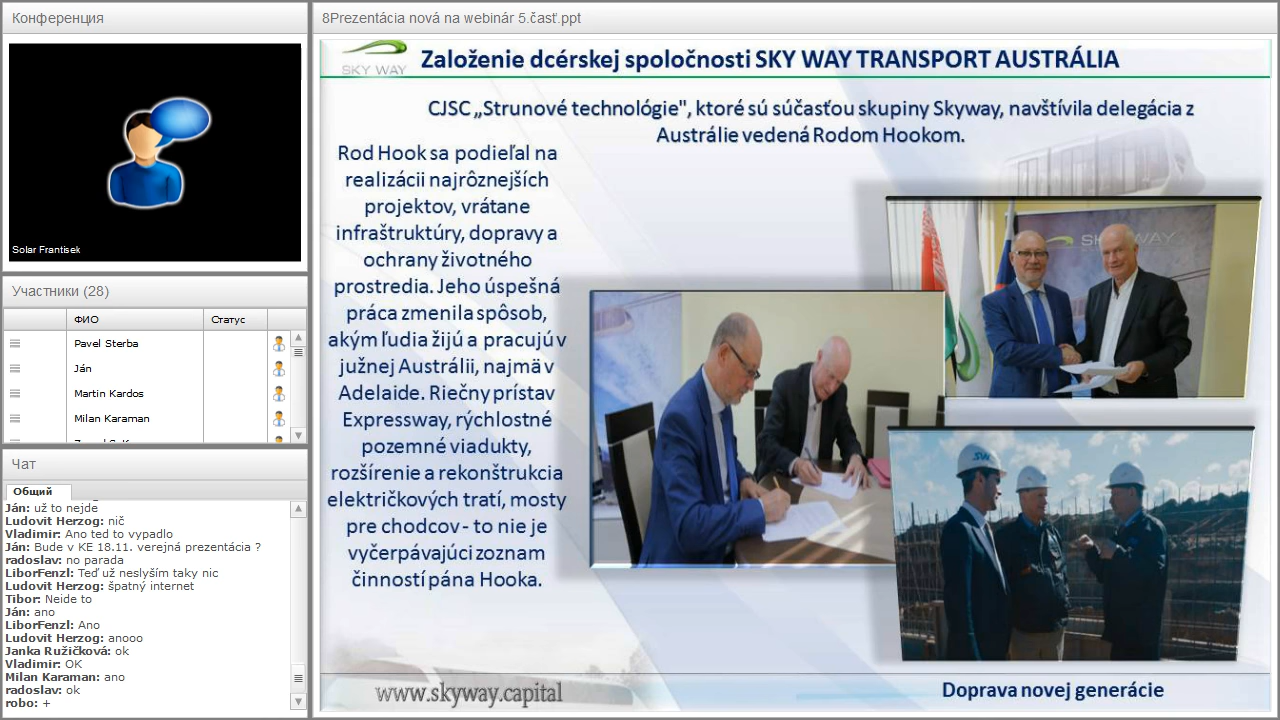 Конференция
Solar Frantisek
Участники (28)
ФИО
Статус
Pavel Sterba
Ján
Martin Kardos
Milan Karaman
Чат
Общий
Ján: už to nejde
Ludovit Herzog: nič
Vladimir: Ano ted to vypadlo
Ján: Bude v KE 18.11. verejná prezentácia ?
radoslav: no parada
LiborFenzl: Teď už neslyším taky nic
Ludovit Herzog: špatný internet
Tibor: Neide to
Ján: ano
LiborFenzl: Ano
Ludovit Herzog: anooo
Janka Ružičková: ok
Vladimir: OK
Milan Karaman: ano
radoslav: ok
robo: +
8Prezentácia nová na webinár 5.časť.ppt
SKY WAY
Založenie dcérskej spoločnosti SKY WAY TRANSPORT AUSTRÁLIA
CJSC „Strunové technológie", ktoré sú súčasťou skupiny Skyway, navštívila delegácia z
Austrálie vedená Rodom Hookom.
Rod Hook sa podieľal na
realizácii najrôznejších
projektov, vrátane
infraštruktúry, dopravy a
ochrany životného
prostredia. Jeho úspešná
práca zmenila spôsob,
akým ľudia žijú a pracujú v
južnej Austrálii, najmä v
Adelaide. Riečny prístav
Expressway, rýchlostné
pozemné viadukty,
rozšírenie a rekonštrukcia
električkových tratí, mosty
pre chodcov - to nie je
vyčerpávajúci zoznam
činností pána Hooka.
SKY WAY
SW
www.skyway.capital
Doprava novej generácie